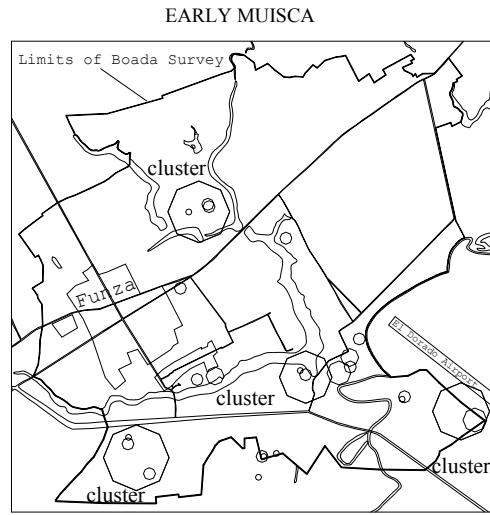 EARLY MUISCA
Limits of Boada Survey
cluster
Funza
El Dorado Airport
cluster
cluster
cluster